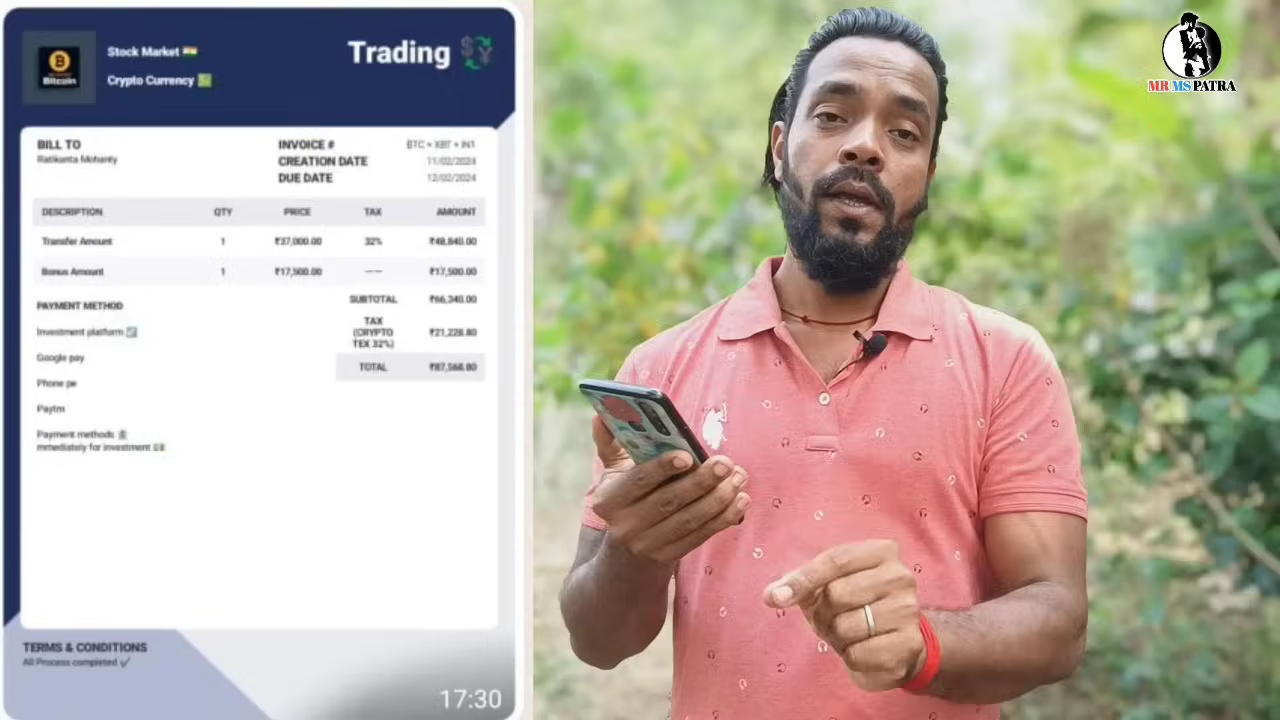 Bitcoin
Stock Market
Crypto Currency
Trading
BILL TO
Ratikanta Mohanty
INVOICE # BTC + XBT + IN1
CREATION DATE 11/02/2024
DUE DATE 12/02/2024
DESCRIPTION QTY PRICE TAX AMOUNT
Transfer Amount 1 ₹37,000.00 32% ₹48,840.00
Bonus Amount 1 ₹17,500.00 ––– ₹17,500.00
SUBTOTAL ₹66,340.00
TAX (CRYPTO TEX 32%) ₹21,228.80
TOTAL ₹87,568.80
PAYMENT METHOD
Investment platform
Google pay
Phone pe
Paytm
Payment methods
mmediately for investment
TERMS & CONDITIONS
All Process completed ✓
17:30
MR MS PATRA